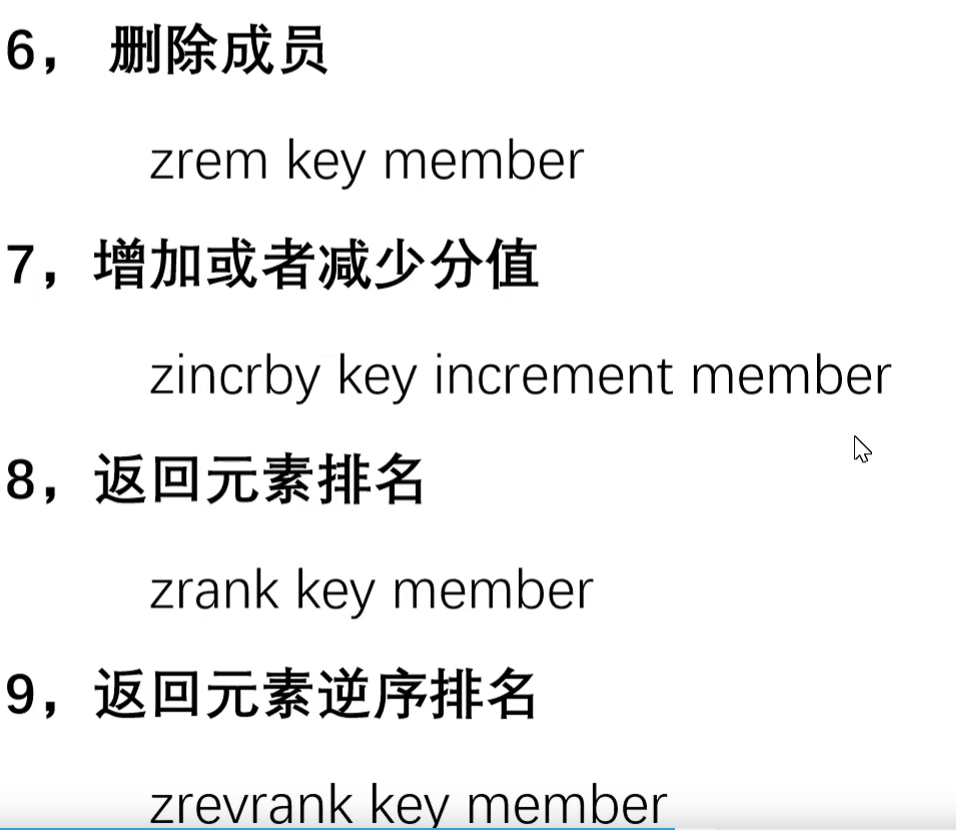 6， 删除成员
zrem key member
7，增加或者减少分值
zincrby key increment member
8，返回元素排名
zrank key member
9，返回元素逆序排名
zrevrank key member